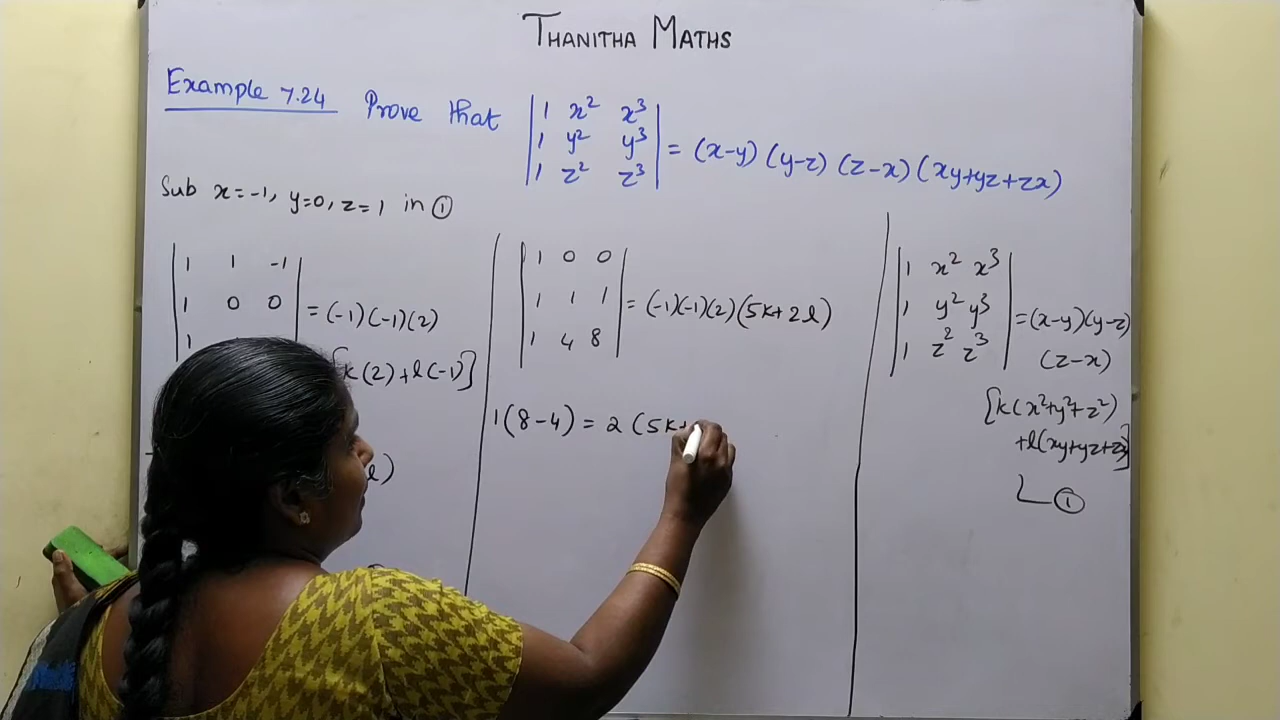 THANITHA MATHS
Example 7.24 Prove that | 1 x² x³ |
| 1 y² y³ | = (x-y) (y-z) (z-x) (xy+yz+zx)
| 1 z² z³ |
Sub x=-1, y=0, z=1 in ①
| 1 1 -1 |
| 1 0 0 | = (-1)(-1)(2)
| 1
[k(2)+l(-1)]
l)
| 1 0 0 |
| 1 1 1 | = (-1)(-1)(2)(5k+2l)
| 1 4 8 |
1(8-4) = 2 (5k+
| 1 x² x³ |
| 1 y² y³ | =(x-y)(y-z)
| 1 z² z³ | (z-x)
[k(x²+y²+z²)
+l(xy+yz+zx)]
①